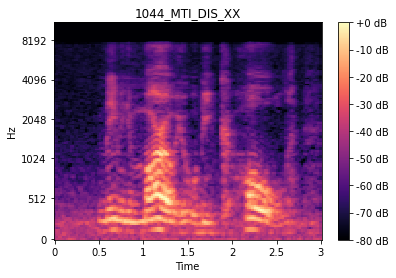 1044_MTI_DIS_XX
+0 dB
8192
-10 dB
-20 dB
4096
-30 dB
2048
-40 dB
Hz
1024
-50 dB
512
-60 dB
-70 dB
0
-80 dB
0 0.5 1 1.5 2 2.5 3
Time